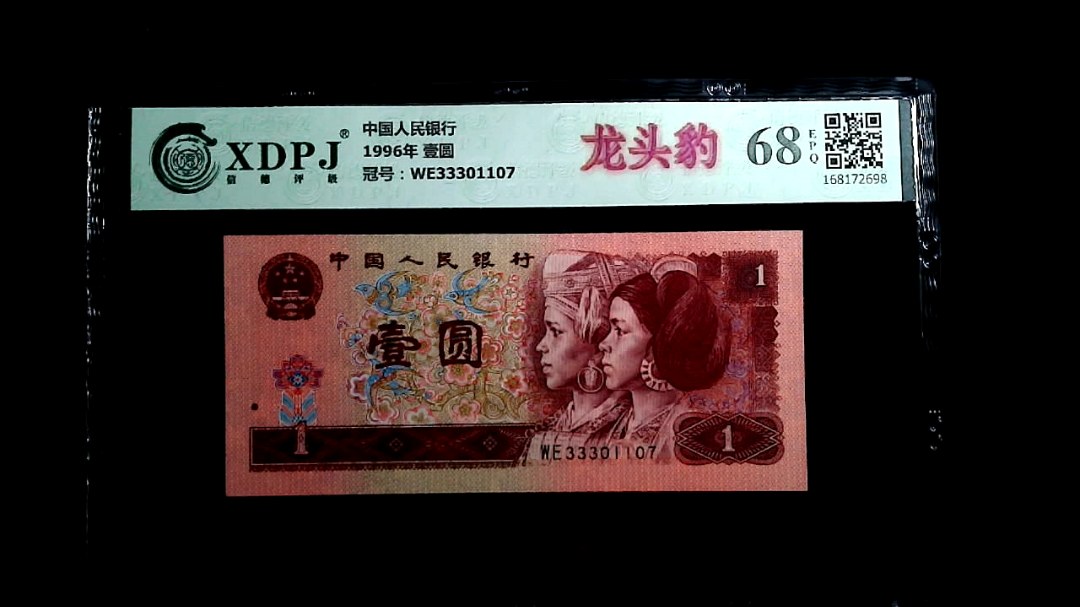 XDPJ®
信德评级
中国人民银行
1996年 壹圆
冠号：WE33301107
龙头豹
68
EPQ
168172698
中国人民银行
1
壹圆
1
WE33301107
1